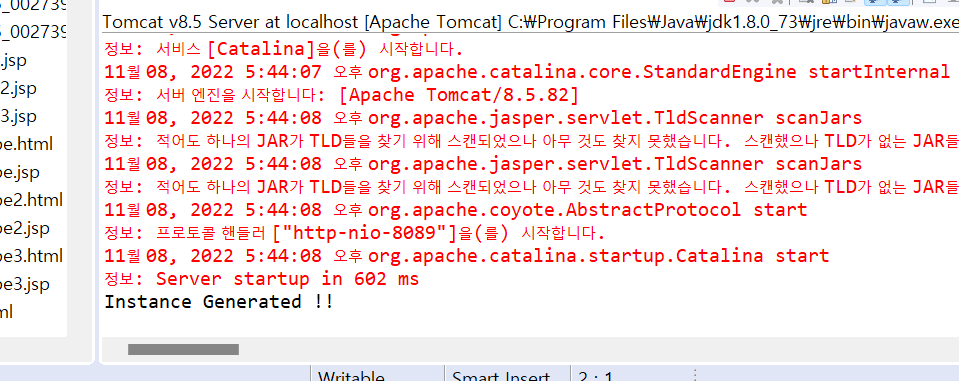 Tomcat v8.5 Server at localhost [Apache Tomcat] C:₩Program Files₩Java₩jdk1.8.0_73₩jre₩bin₩javaw.exe
정보: 서비스 [Catalina]을(를) 시작합니다.
11월 08, 2022 5:44:07 오후 org.apache.catalina.core.StandardEngine startInternal
정보: 서버 엔진을 시작합니다: [Apache Tomcat/8.5.82]
11월 08, 2022 5:44:08 오후 org.apache.jasper.servlet.TldScanner scanJars
정보: 적어도 하나의 JAR가 TLD들을 찾기 위해 스캔되었으나 아무 것도 찾지 못했습니다. 스캔했으나 TLD가 없는 JAR들
11월 08, 2022 5:44:08 오후 org.apache.jasper.servlet.TldScanner scanJars
정보: 적어도 하나의 JAR가 TLD들을 찾기 위해 스캔되었으나 아무 것도 찾지 못했습니다. 스캔했으나 TLD가 없는 JAR들
11월 08, 2022 5:44:08 오후 org.apache.coyote.AbstractProtocol start
정보: 프로토콜 핸들러 ["http-nio-8089"]을(를) 시작합니다.
11월 08, 2022 5:44:08 오후 org.apache.catalina.startup.Catalina start
정보: Server startup in 602 ms
Instance Generated !!
_002739
.jsp
2.jsp
3.jsp
pe.html
pe.jsp
pe2.html
pe2.jsp
pe3.html
pe3.jsp
ml
Writable
Smart Insert
2 : 1